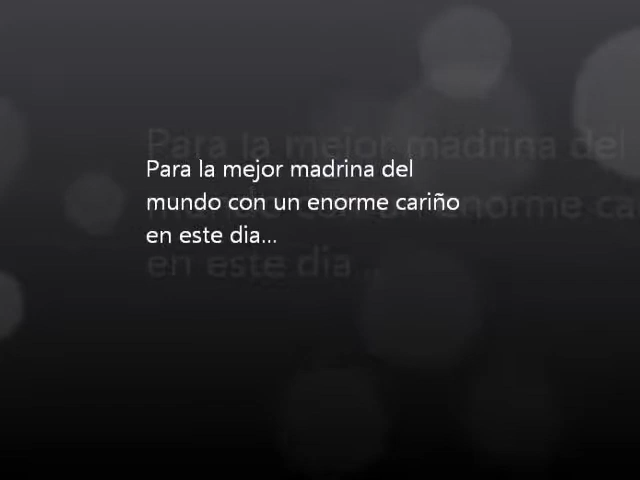 Para la mejor madrina del
mundo con un enorme cariño
en este dia...